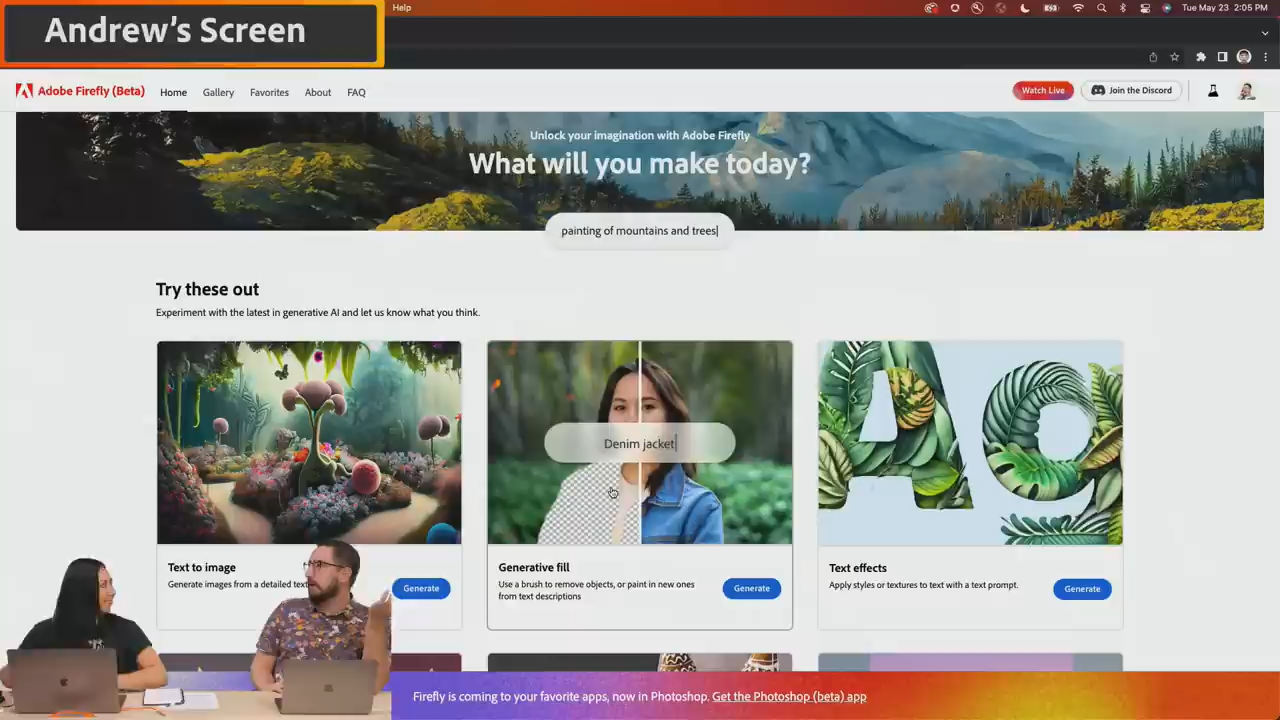 Andrew's Screen
Help
Tue May 23 2:05 PM
Adobe Firefly (Beta)
Home
Gallery
Favorites
About
FAQ
Watch Live
Join the Discord
Unlock your imagination with Adobe Firefly
What will you make today?
painting of mountains and trees
Try these out
Experiment with the latest in generative AI and let us know what you think.
Denim jacket
Ag
Text to image
Generate images from a detailed text
Generate
Generative fill
Use a brush to remove objects, or paint in new ones
from text descriptions
Generate
Text effects
Apply styles or textures to text with a text prompt.
Generate
Firefly is coming to your favorite apps, now in Photoshop. Get the Photoshop (beta) app